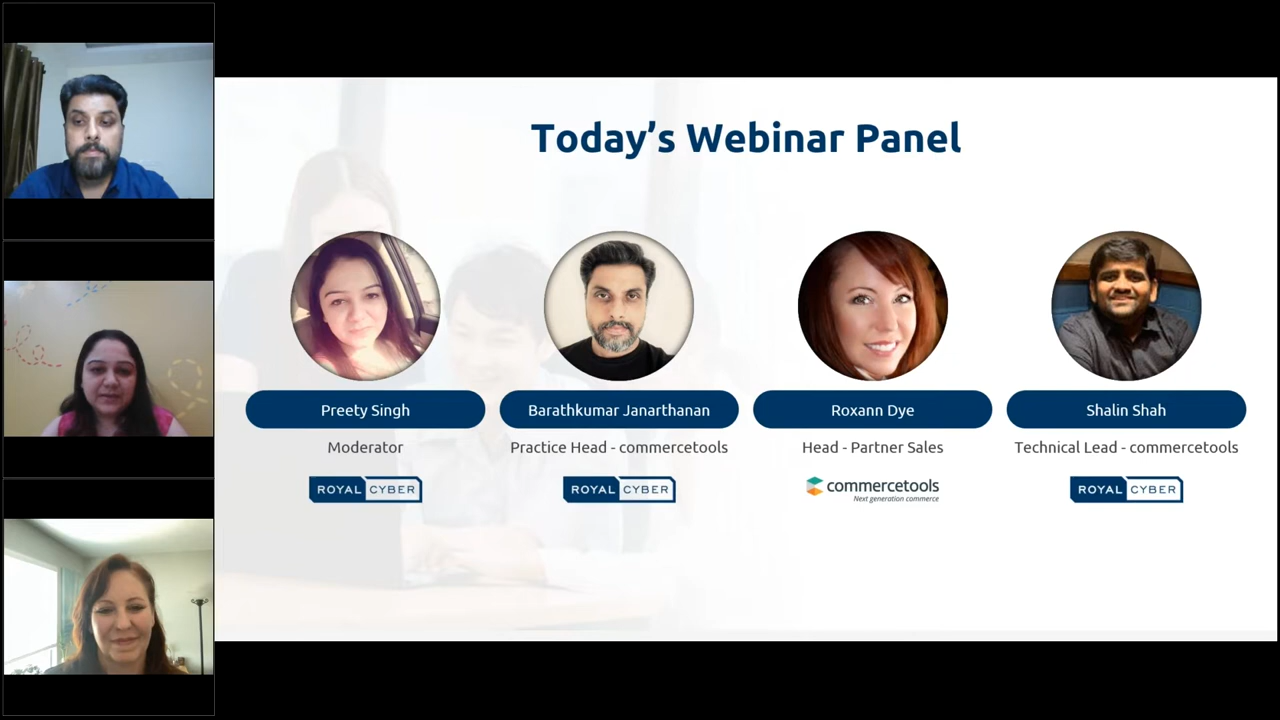 Today's Webinar Panel
Preety Singh
Barathkumar Janarthanan
Roxann Dye
Shalin Shah
Moderator
Practice Head - commercetools
Head - Partner Sales
Technical Lead - commercetools
ROYAL CYBER
ROYAL CYBER
commercetools
Next generation commerce
ROYAL CYBER